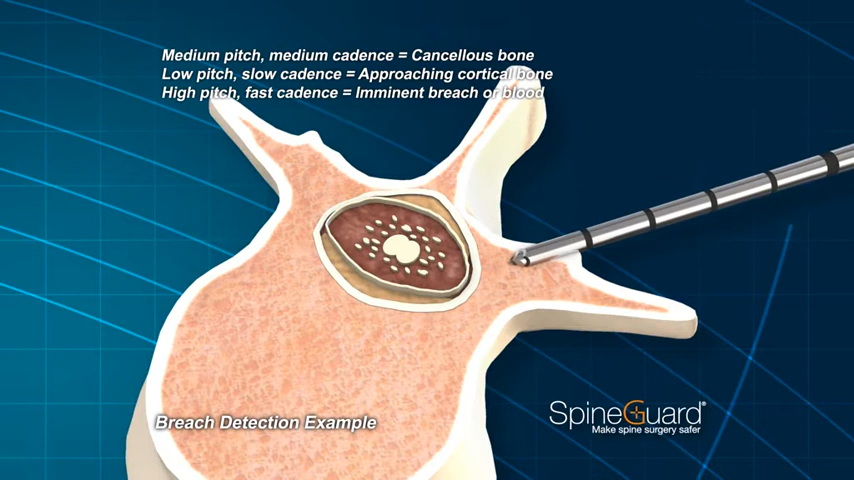 Medium pitch, medium cadence = Cancellous bone
Low pitch, slow cadence = Approaching cortical bone
High pitch, fast cadence = Imminent breach or blood
Breach Detection Example
SpineGuard®
Make spine surgery safer